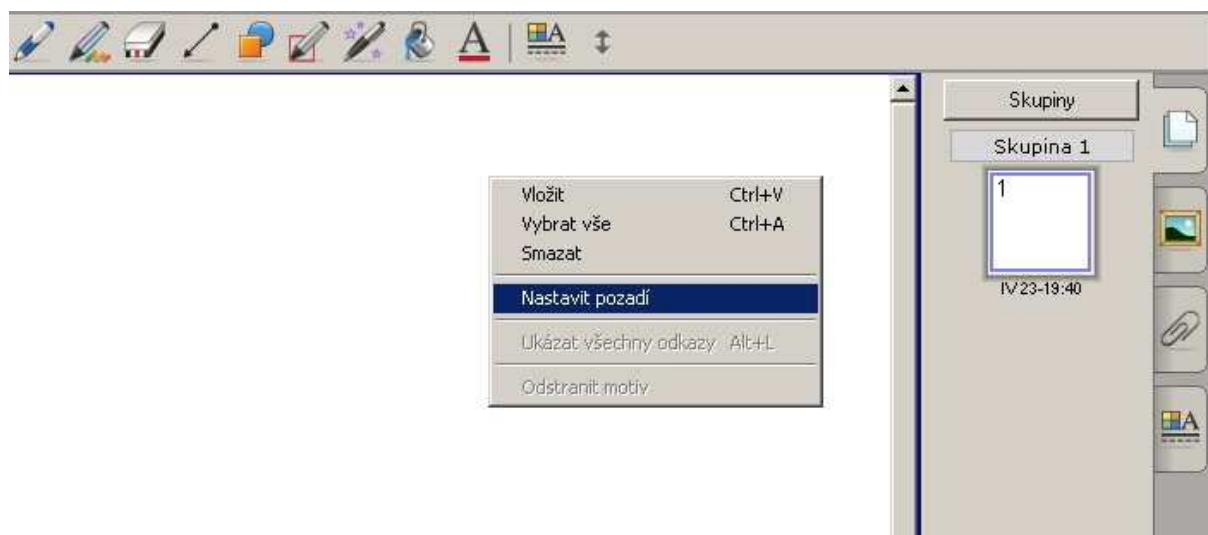 Skupiny
Skupina 1
1
IV 23-19:40
Vložit Ctrl+V
Vybrat vše Ctrl+A
Smazat
Nastavit pozadí
Ukázat všechny odkazy Alt+L
Odstranit motiv